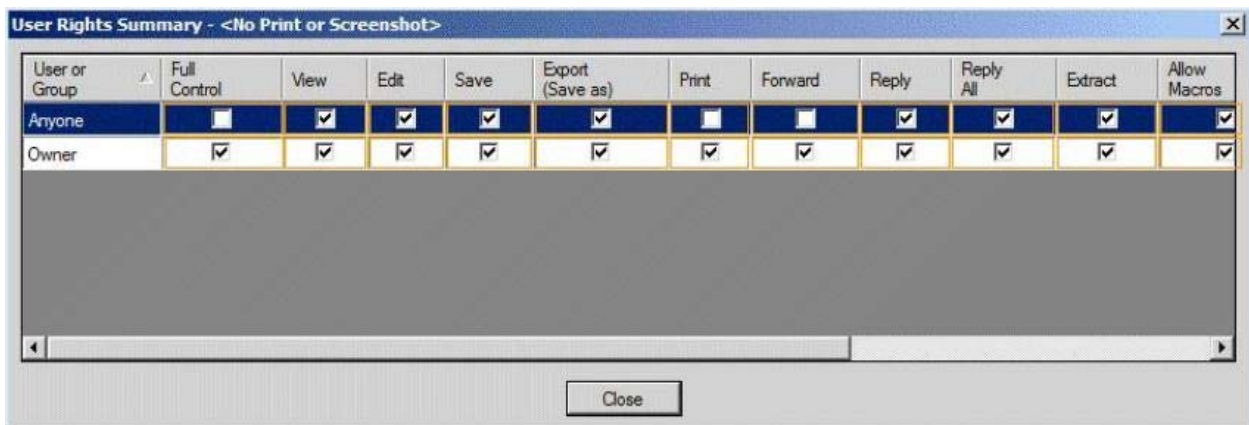 User Rights Summary - <No Print or Screenshot>
User or Group Full Control View Edit Save Export (Save as) Print Forward Reply Reply All Extract Allow Macros
Anyone
Owner
Close